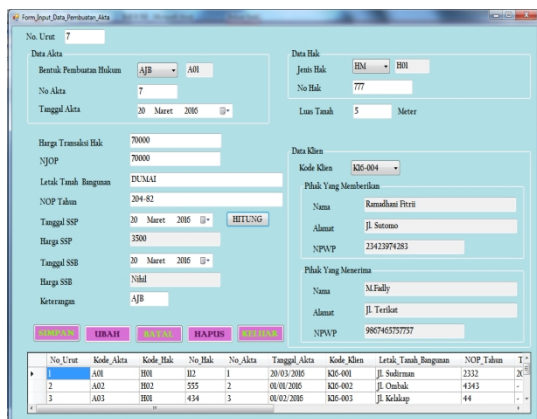 Form_Input_Data_Pembuatan_Akta
No. Urut 7
Data Akta
Bentuk Pembuatan Hukum AJB A01
No Akta 7
Tanggal Akta 20 Maret 2016
Data Hak
Jenis Hak HM H01
No Hak 777
Luas Tanah 5 Meter
Harga Transaksi Hak 70000
NJOP 70000
Letak Tanah Bangunan DUMAI
NOP Tahun 204-82
Tanggal SSP 20 Maret 2016 HITUNG
Harga SSP 3500
Tanggal SSB 20 Maret 2016
Harga SSB Nihil
Keterangan AJB
Data Klien
Kode Klien K16-004
Pihak Yang Memberikan
Nama Ramadhani Fitrii
Alamat Jl. Sutomo
NPWP 23423974283
Pihak Yang Menerima
Nama M.Fadly
Alamat Jl. Terikat
NPWP 9867465757757
SIMPAN UBAH BATAL HAPUS KELUAR
No_Urut Kode_Akta Kode_Hak No_Hak No_Akta Tanggal_Akta Kode_Klien Letak_Tanah_Bangunan NOP_Tahun T
1 A01 H01 112 1 20/03/2016 K16-001 Jl. Sudirman 2332
2 A02 H02 555 2 01/01/2016 K16-002 Jl. Ombak 4343 -
3 A03 H01 434 3 01/02/2016 K16-003 Jl. Kelakap 44 -